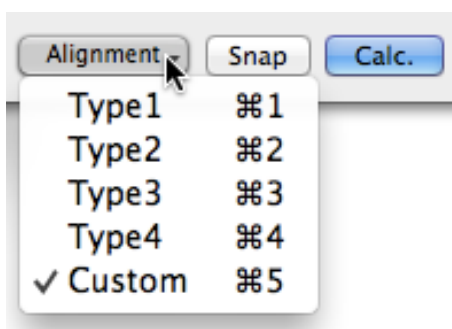 Alignment Snap Calc.
Type1 ⌘1
Type2 ⌘2
Type3 ⌘3
Type4 ⌘4
✓ Custom ⌘5